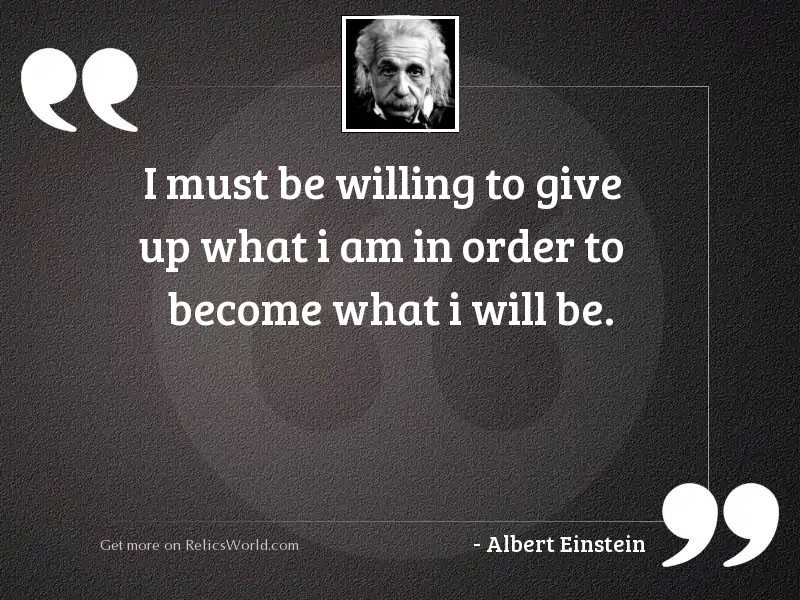 I must be willing to give
up what i am in order to
become what i will be.
Get more on RelicsWorld.com
- Albert Einstein